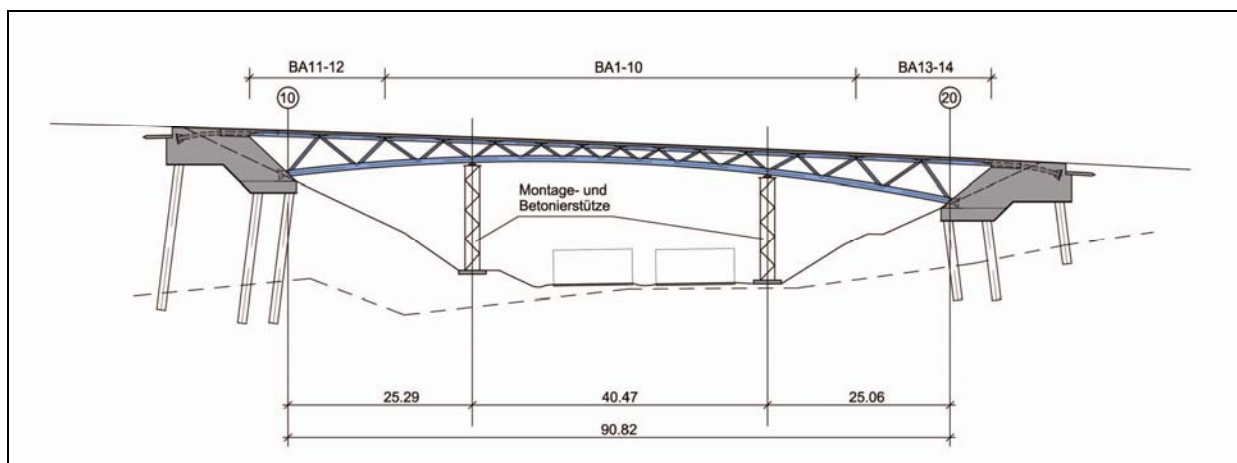 BA11-12
BA1-10
BA13-14
10
20
Montage- und
Betonierstütze
25.29
40.47
25.06
90.82